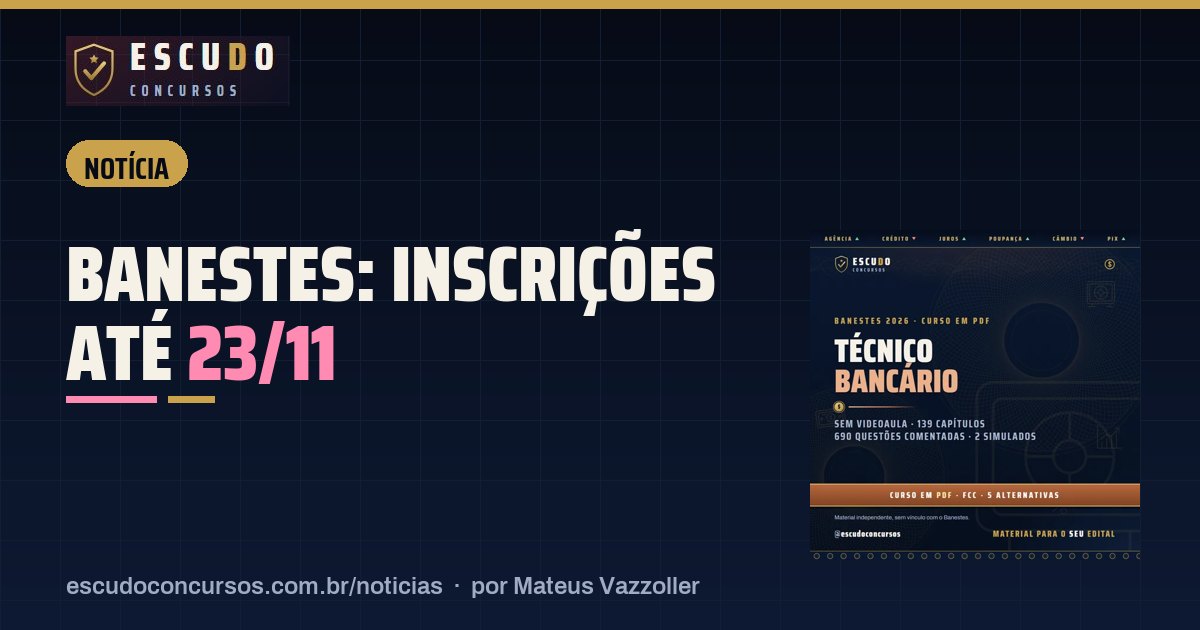 ESCUDO
CONCURSOS
NOTÍCIA
BANESTES: INSCRIÇÕES
ATÉ 23/11
AGÊNCIA ▲ CRÉDITO ▼ JUROS ▲ POUPANÇA ▲ CÂMBIO ▼ PIX ▲
ESCUDO
CONCURSOS
$
BANESTES 2026 · CURSO EM PDF
TÉCNICO
BANCÁRIO
SEM VIDEOAULA · 139 CAPÍTULOS
690 QUESTÕES COMENTADAS · 2 SIMULADOS
CURSO EM PDF · FCC · 5 ALTERNATIVAS
Material independente, sem vínculo com o Banestes.
@escudoconcursos
MATERIAL PARA O SEU EDITAL
escudoconcursos.com.br/noticias · por Mateus Vazzoller